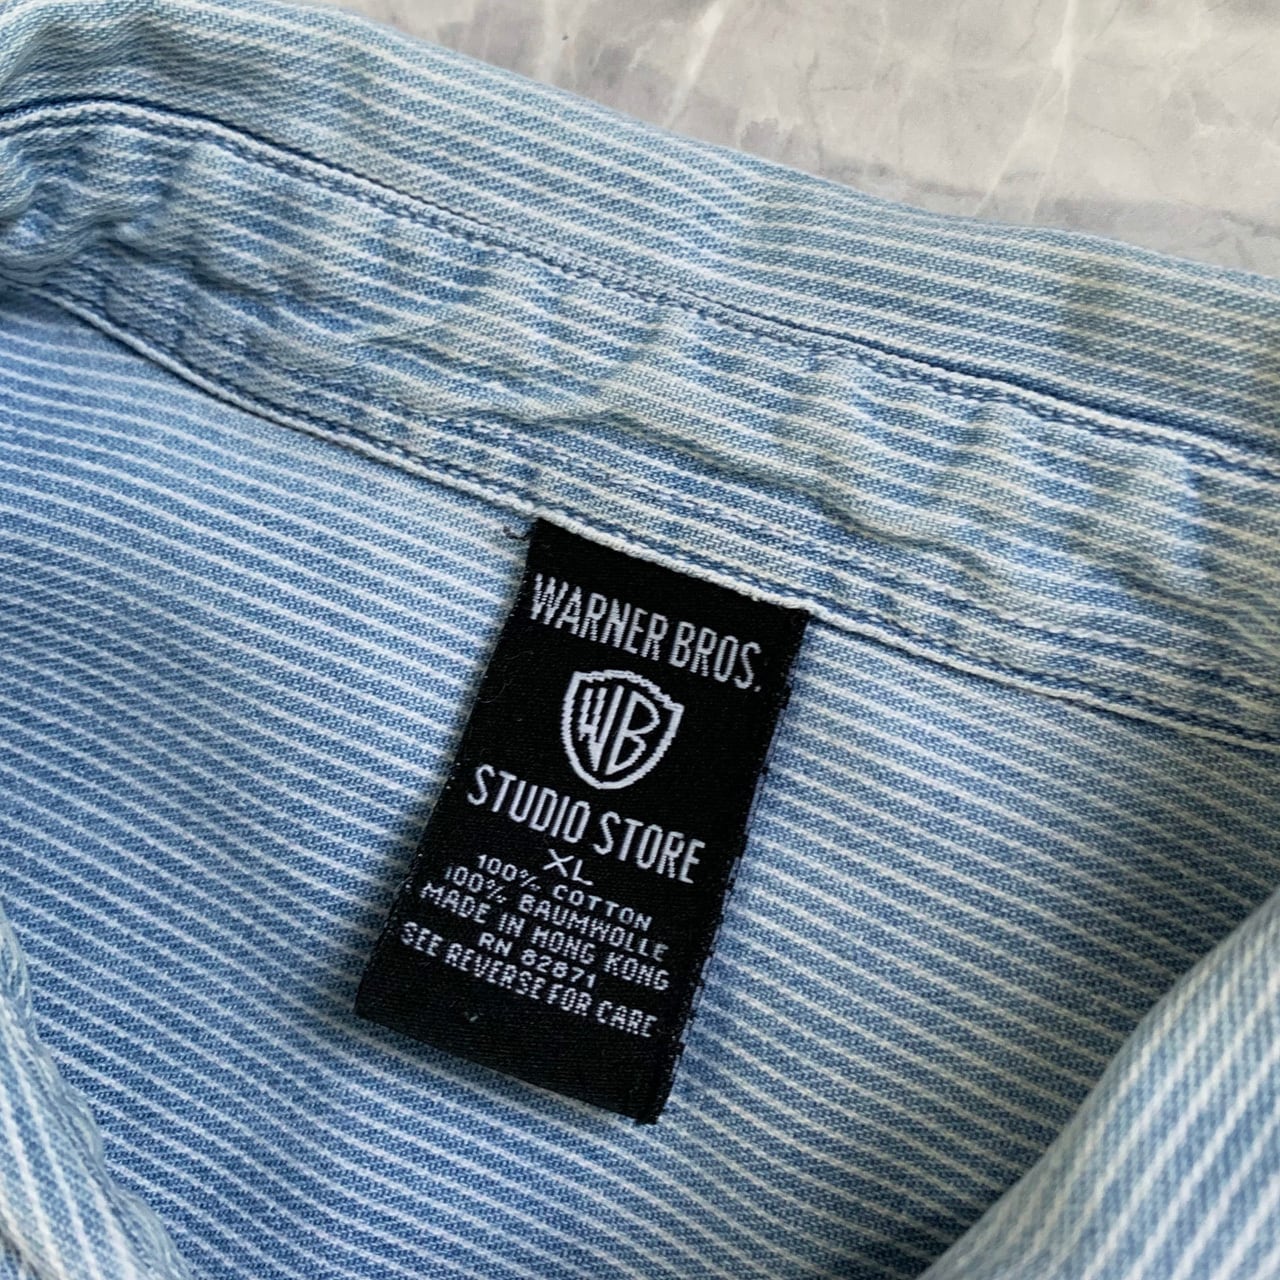 WARNER BROS.
WB
STUDIO STORE
XL
100% COTTON
100% BAUMWOLLE
MADE IN HONG KONG
RN 82871
SEE REVERSE FOR CARE